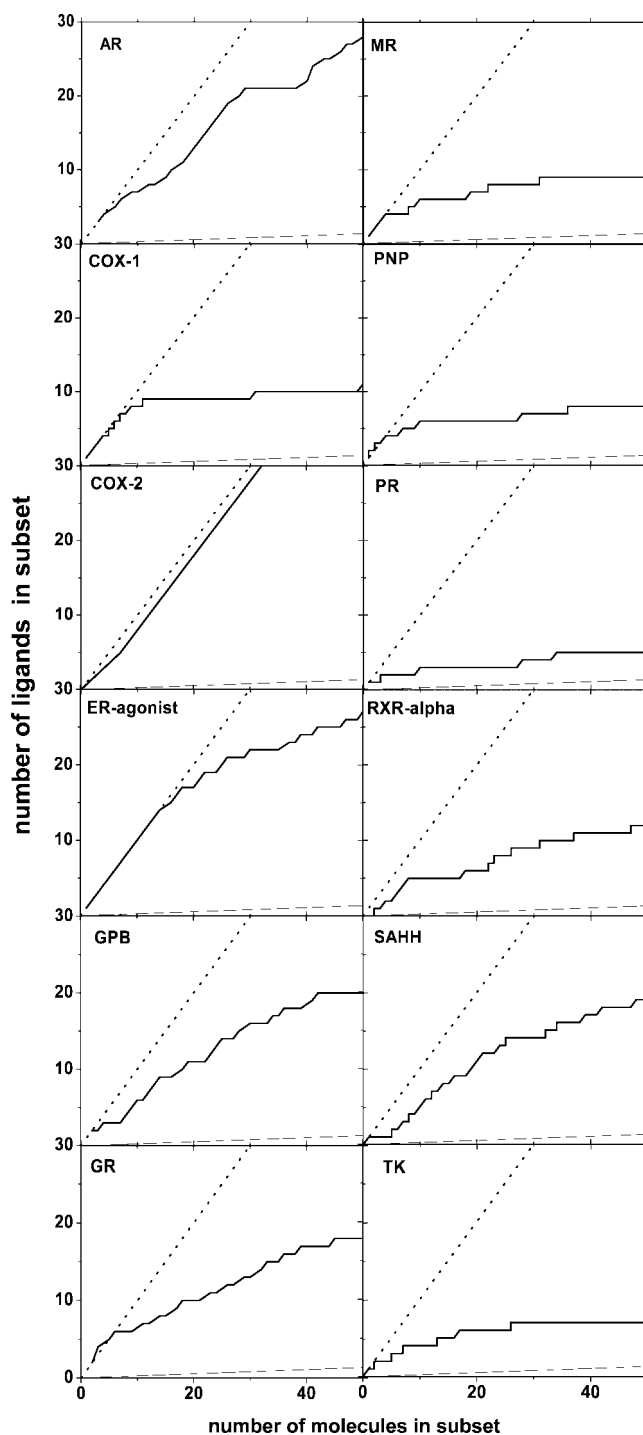 number of ligands in subset
30
20
10
30
20
10
30
20
10
30
20
10
30
20
10
30
20
10
0
AR
MR
COX-1
PNP
COX-2
PR
ER-agonist
RXR-alpha
GPB
SAHH
GR
TK
0 20 40 0 20 40
number of molecules in subset